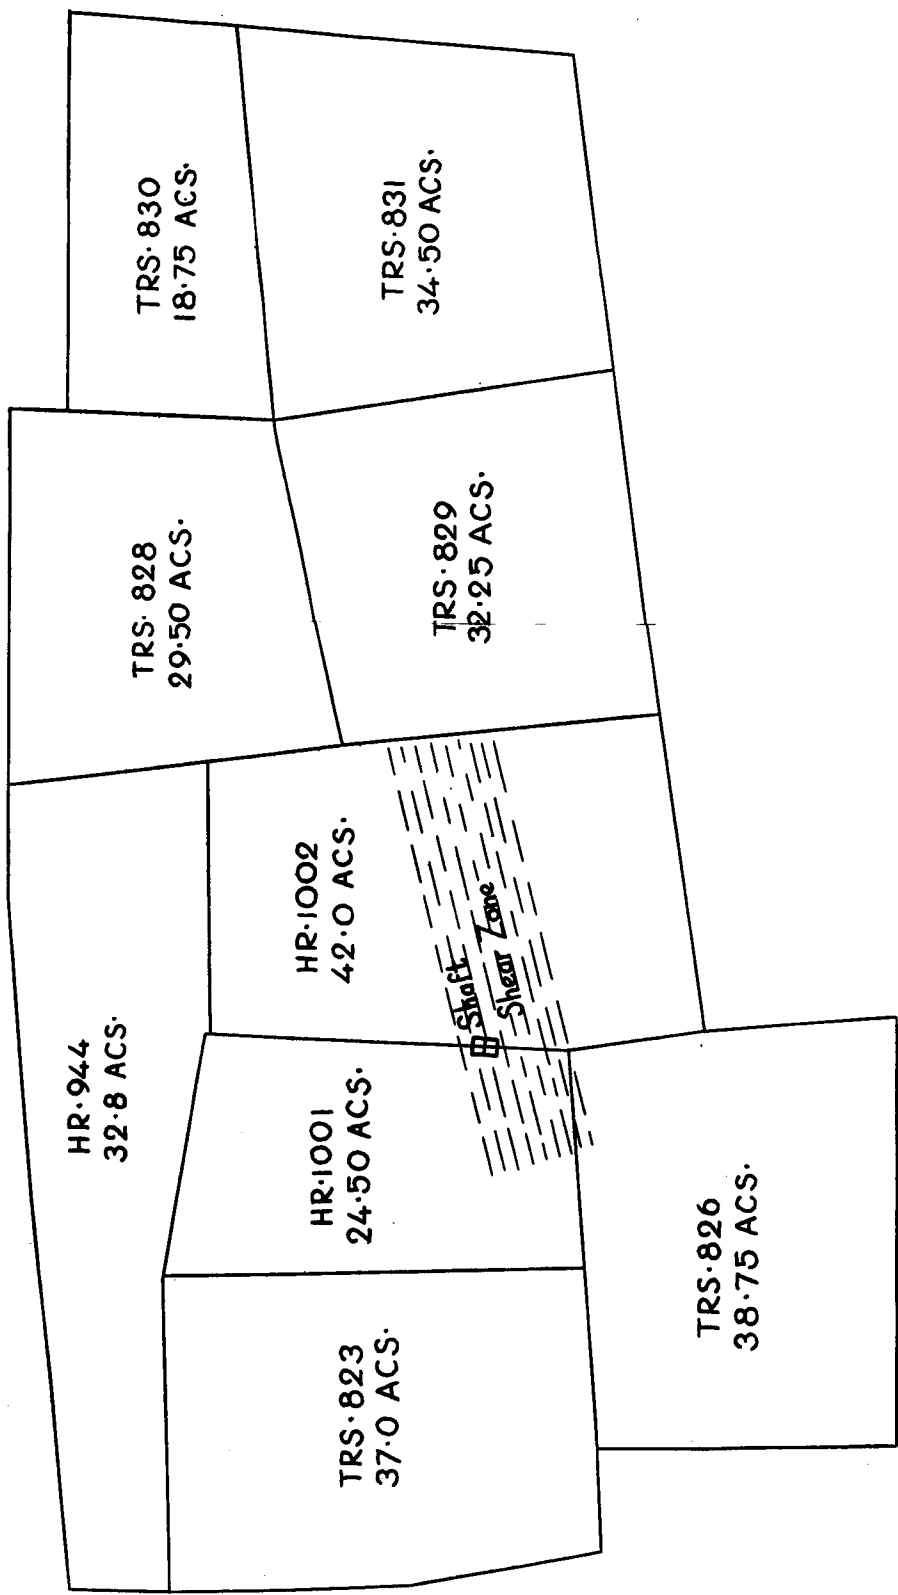 HR·944
32·8 ACS·
TRS·828
29·50 ACS·
TRS·830
18·75 ACS·
TRS·823
37·0 ACS·
HR·1001
24·50 ACS·
HR·1002
42·0 ACS·
TRS·829
32·25 ACS·
TRS·831
34·50 ACS·
Shaft
Shear Zone
TRS·826
38·75 ACS·